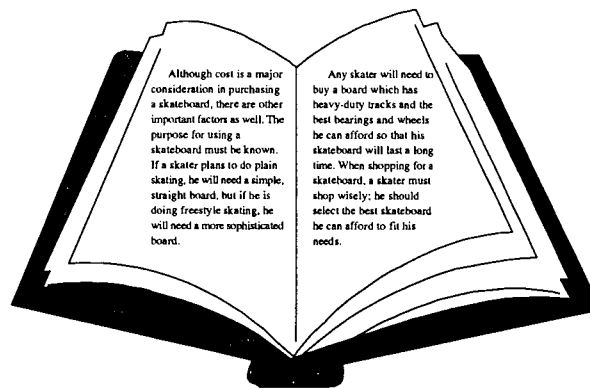 Although cost is a major
consideration in purchasing
a skateboard, there are other
important factors as well. The
purpose for using a
skateboard must be known.
If a skater plans to do plain
skating, he will need a simple,
straight board, but if he is
doing freestyle skating, he
will need a more sophisticated
board.
Any skater will need to
buy a board which has
heavy-duty tracks and the
best bearings and wheels
he can afford so that his
skateboard will last a long
time. When shopping for a
skateboard, a skater must
shop wisely; he should
select the best skateboard
he can afford to fit his
needs.